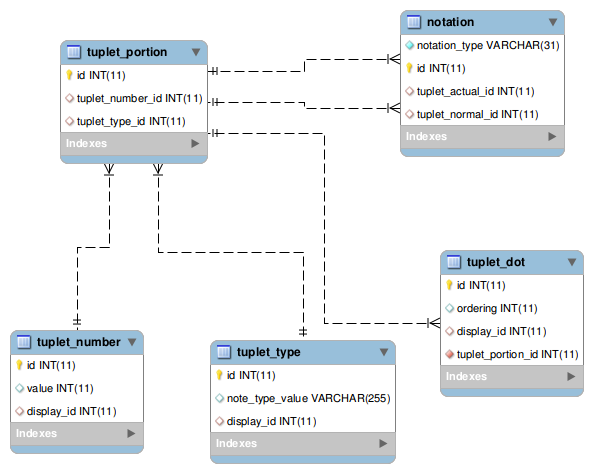 tuplet_portion
id INT(11)
tuplet_number_id INT(11)
tuplet_type_id INT(11)
Indexes
notation
notation_type VARCHAR(31)
id INT(11)
tuplet_actual_id INT(11)
tuplet_normal_id INT(11)
Indexes
tuplet_dot
id INT(11)
ordering INT(11)
display_id INT(11)
tuplet_portion_id INT(11)
Indexes
tuplet_number
id INT(11)
value INT(11)
display_id INT(11)
Indexes
tuplet_type
id INT(11)
note_type_value VARCHAR(255)
display_id INT(11)
Indexes